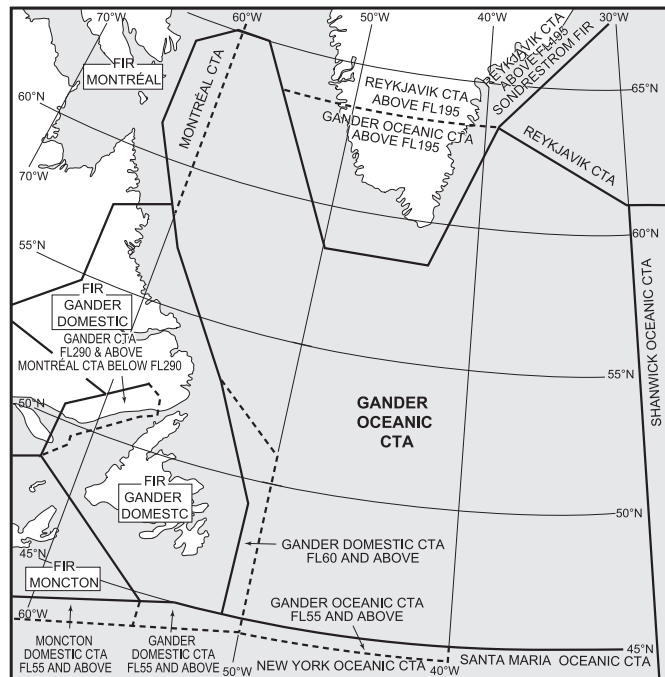 70°W
60°W
40°W
40°W
30°W
FIR
MONTRÉAL
MONTRÉAL CTA
REYKJAVIK CTA
ABOVE FL195
SONDRESTROM FIR
REYKJAVIK CTA
ABOVE FL195
65°N
60°N
GANDER OCEANIC CTA
ABOVE FL195
REYKJAVIK CTA
70°W
60°N
55°N
FIR
GANDER
DOMESTIC
GANDER CTA
FL290 & ABOVE
MONTRÉAL CTA BELOW FL290
SHANWICK OCEANIC CTA
55°N
50°N
GANDER
OCEANIC
CTA
FIR
GANDER
DOMESTC
50°N
45°N
GANDER DOMESTIC CTA
FL60 AND ABOVE
FIR
MONCTON
GANDER OCEANIC CTA
FL55 AND ABOVE
60°W
MONCTON
DOMESTIC CTA
FL55 AND ABOVE
GANDER
DOMESTIC CTA
FL55 AND ABOVE
50°W
NEW YORK OCEANIC CTA
40°W
SANTA MARIA OCEANIC CTA
45°N